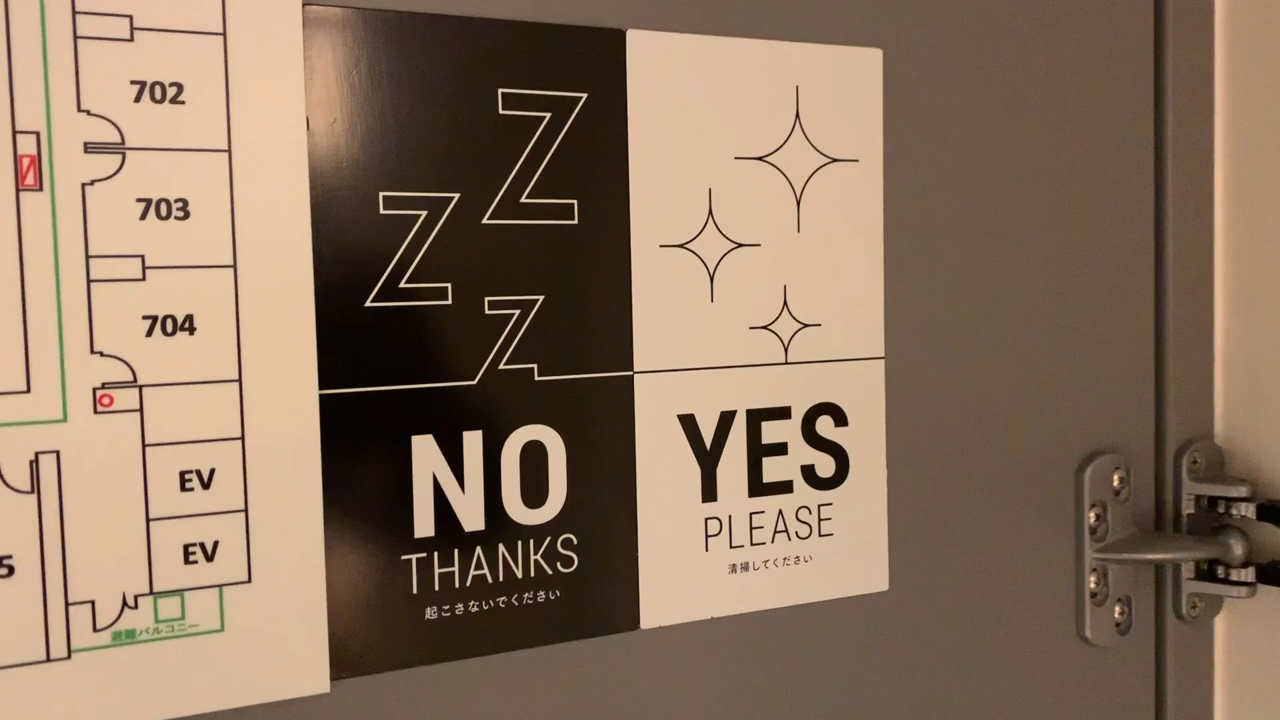 702
703
704
EV
EV
5
避難バルコニー
Z
Z
Z
NO
THANKS
起こさないでください
YES
PLEASE
清掃してください